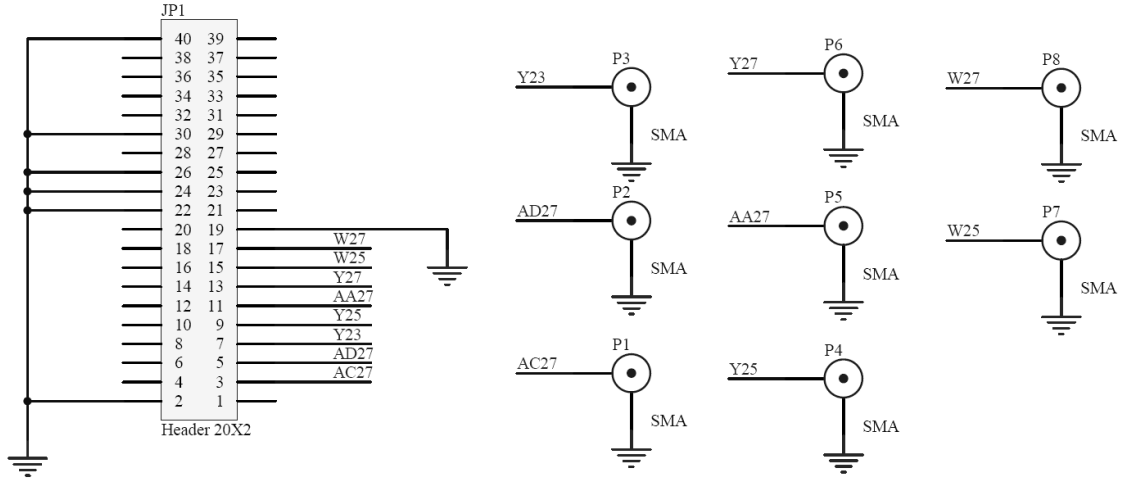 JP1
40 39
38 37
36 35
34 33
32 31
30 29
28 27
26 25
24 23
22 21
20 19
18 17 W27
16 15 W25
14 13 Y27
12 11 AA27
10 9 Y25
8 7 Y23
6 5 AD27
4 3 AC27
2 1
Header 20X2
P3
Y23
SMA
P2
AD27
SMA
P1
AC27
SMA
P6
Y27
SMA
P5
AA27
SMA
P4
Y25
SMA
P8
W27
SMA
P7
W25
SMA